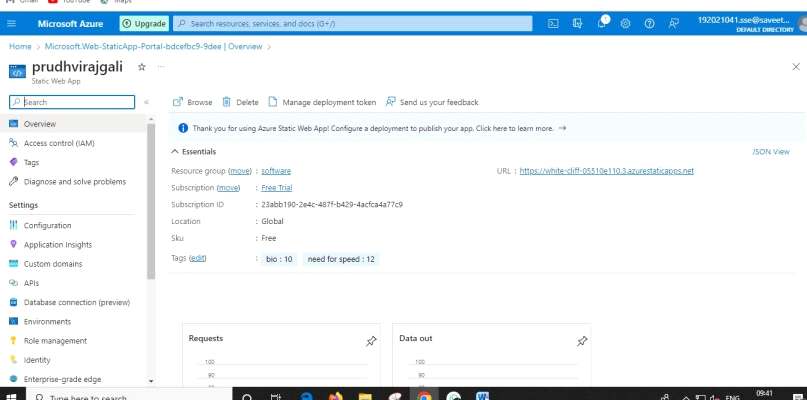 Gmail YouTube Maps
Microsoft Azure Upgrade Search resources, services, and docs (G+/) 192021041.sse@saveet...
DEFAULT DIRECTORY
Home > Microsoft.Web-StaticApp-Portal-bdcefbc9-9dee | Overview >
prudhvirajgali
Static Web App
Search
Browse Delete Manage deployment token Send us your feedback
Overview
Access control (IAM)
Tags
Diagnose and solve problems
Settings
Configuration
Application Insights
Custom domains
APIs
Database connection (preview)
Environments
Role management
Identity
Enterprise-grade edge
Thank you for using Azure Static Web App! Configure a deployment to publish your app. Click here to learn more. →
Essentials JSON View
Resource group (move) : software
Subscription (move) : Free Trial
Subscription ID : 23abb190-2e4c-487f-b429-4acfca4a77c9
Location : Global
Sku : Free
Tags (edit) : bio : 10 need for speed : 12
URL : https://white-cliff-05510e110.3.azurestaticapps.net
Requests
100
90
Data out
100
90
Type here to search
ENG
09:41